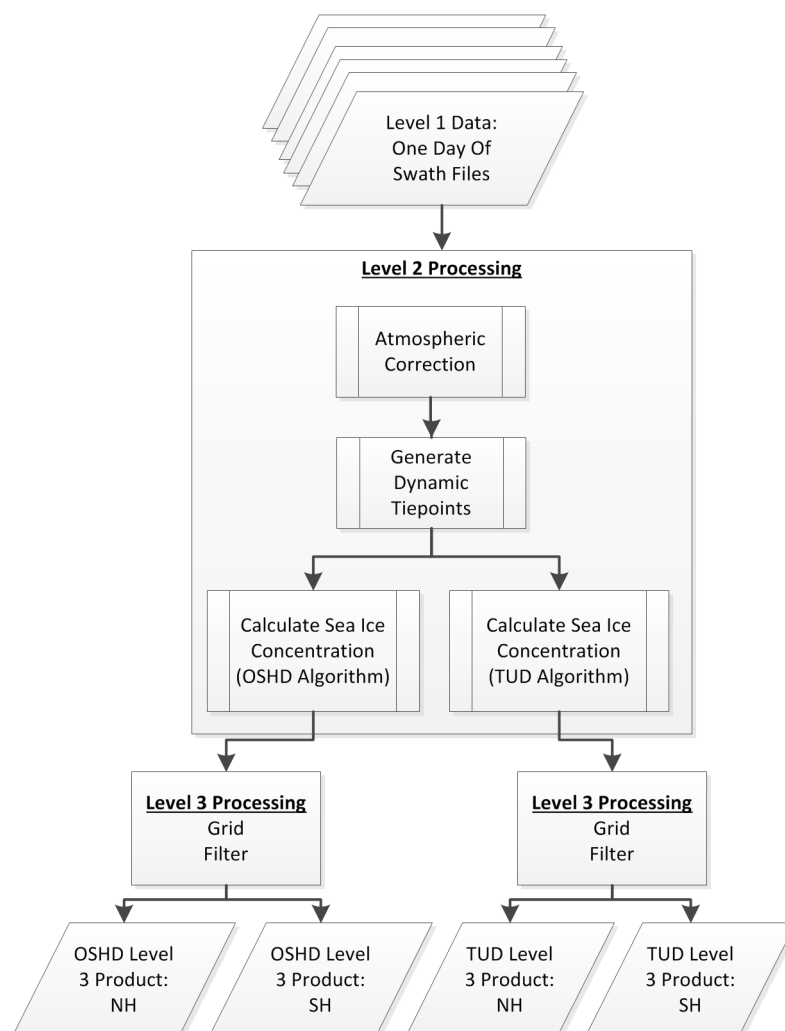 Level 1 Data:
One Day Of
Swath Files
Level 2 Processing
Atmospheric
Correction
Generate
Dynamic
Tiepoints
Calculate Sea Ice
Concentration
(OSHD Algorithm)
Calculate Sea Ice
Concentration
(TUD Algorithm)
Level 3 Processing
Grid
Filter
Level 3 Processing
Grid
Filter
OSHD Level
3 Product:
NH
OSHD Level
3 Product:
SH
TUD Level
3 Product:
NH
TUD Level
3 Product:
SH